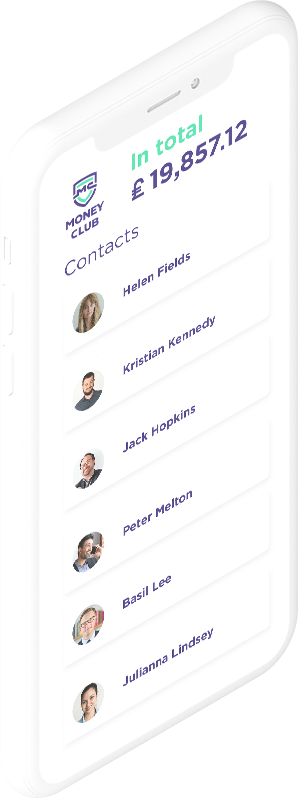 MC
MONEY
CLUB
In total
£ 19,857.12
Contacts
Helen Fields
Kristian Kennedy
Jack Hopkins
Peter Melton
Basil Lee
Julianna Lindsey